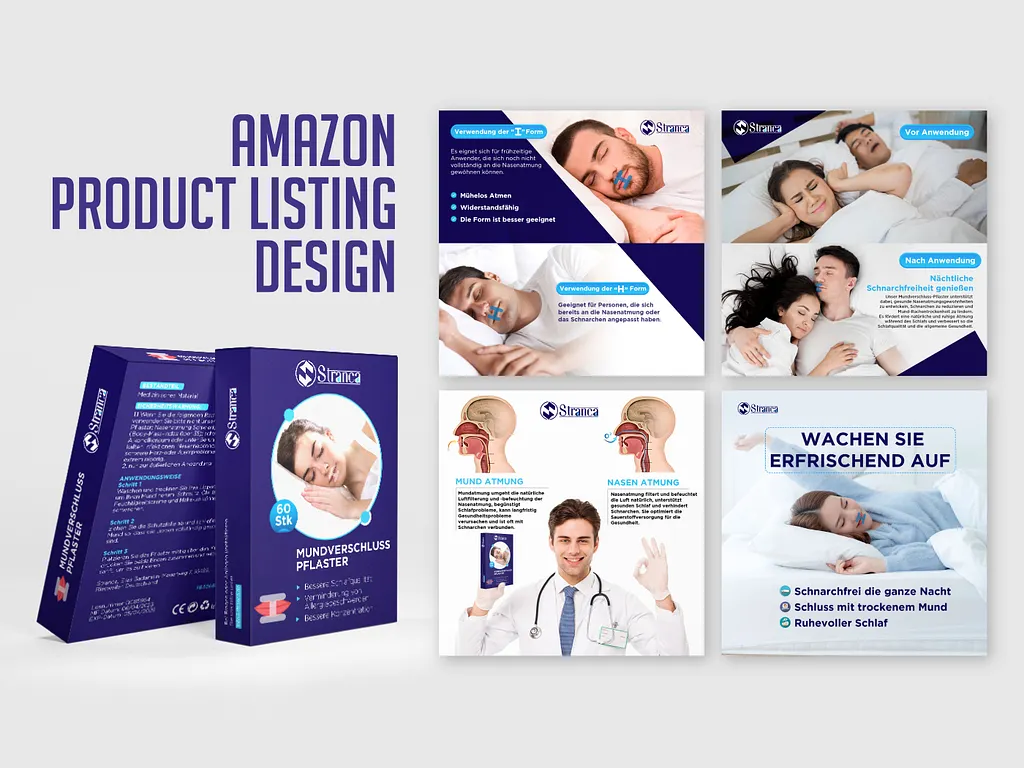 AMAZON
PRODUCT LISTING
DESIGN
Stranca
BESTANDTEIL:
Medizinischer Material
ANWENDUNGSWEISE
Schritt 1
Schritt 2
Schritt 3
MUNDVERSCHLUSS
PFLASTER
Stranca
Stranca
60
Stk
MUNDVERSCHLUSS
PFLASTER
Bessere Schlafqualität
Verminderung von
Allergiebeschwerden
Bessere Konzentration
Verwendung der "I" Form
Stranca
Es eignet sich für frühzeitige
Anwender, die sich noch nicht
vollständig an die Nasenatmung
gewöhnen können.
Mühelos Atmen
Widerstandsfähig
Die Form ist besser geeignet
Verwendung der "H" Form
Geeignet für Personen, die sich
bereits an die Nasenatmung oder
das Schnarchen angepasst haben.
Stranca
Vor Anwendung
Nach Anwendung
Nächtliche
Schnarchfreiheit genießen
Unser Mundverschluss-Pflaster unterstützt
dabei, gesunde Nasenatmungsgewohnheiten
zu entwickeln, Schnarchen zu reduzieren und
Mund-Rachentrockenheit zu lindern.
Es fördert eine natürliche und ruhige Atmung
während des Schlafs und verbessert so die
Schlafqualität und die allgemeine Gesundheit.
Stranca
MUND ATMUNG
Mundatmung umgeht die natürliche
Luftfilterung und -befeuchtung der
Nasenatmung, begünstigt
Schlafprobleme, kann langfristig
Gesundheitsprobleme
verursachen und ist oft mit
Schnarchen verbunden.
NASEN ATMUNG
Nasenatmung filtert und befeuchtet
die Luft natürlich, unterstützt
gesunden Schlaf und verhindert
Schnarchen. Sie optimiert die
Sauerstoffversorgung für die
Gesundheit.
Stranca
WACHEN SIE
ERFRISCHEND AUF
Schnarchfrei die ganze Nacht
Schluss mit trockenem Mund
Ruhevoller Schlaf